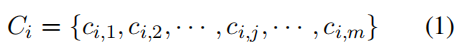 C_i = {c_{i,1}, c_{i,2}, ⋯ , c_{i,j}, ⋯ , c_{i,m}} (1)